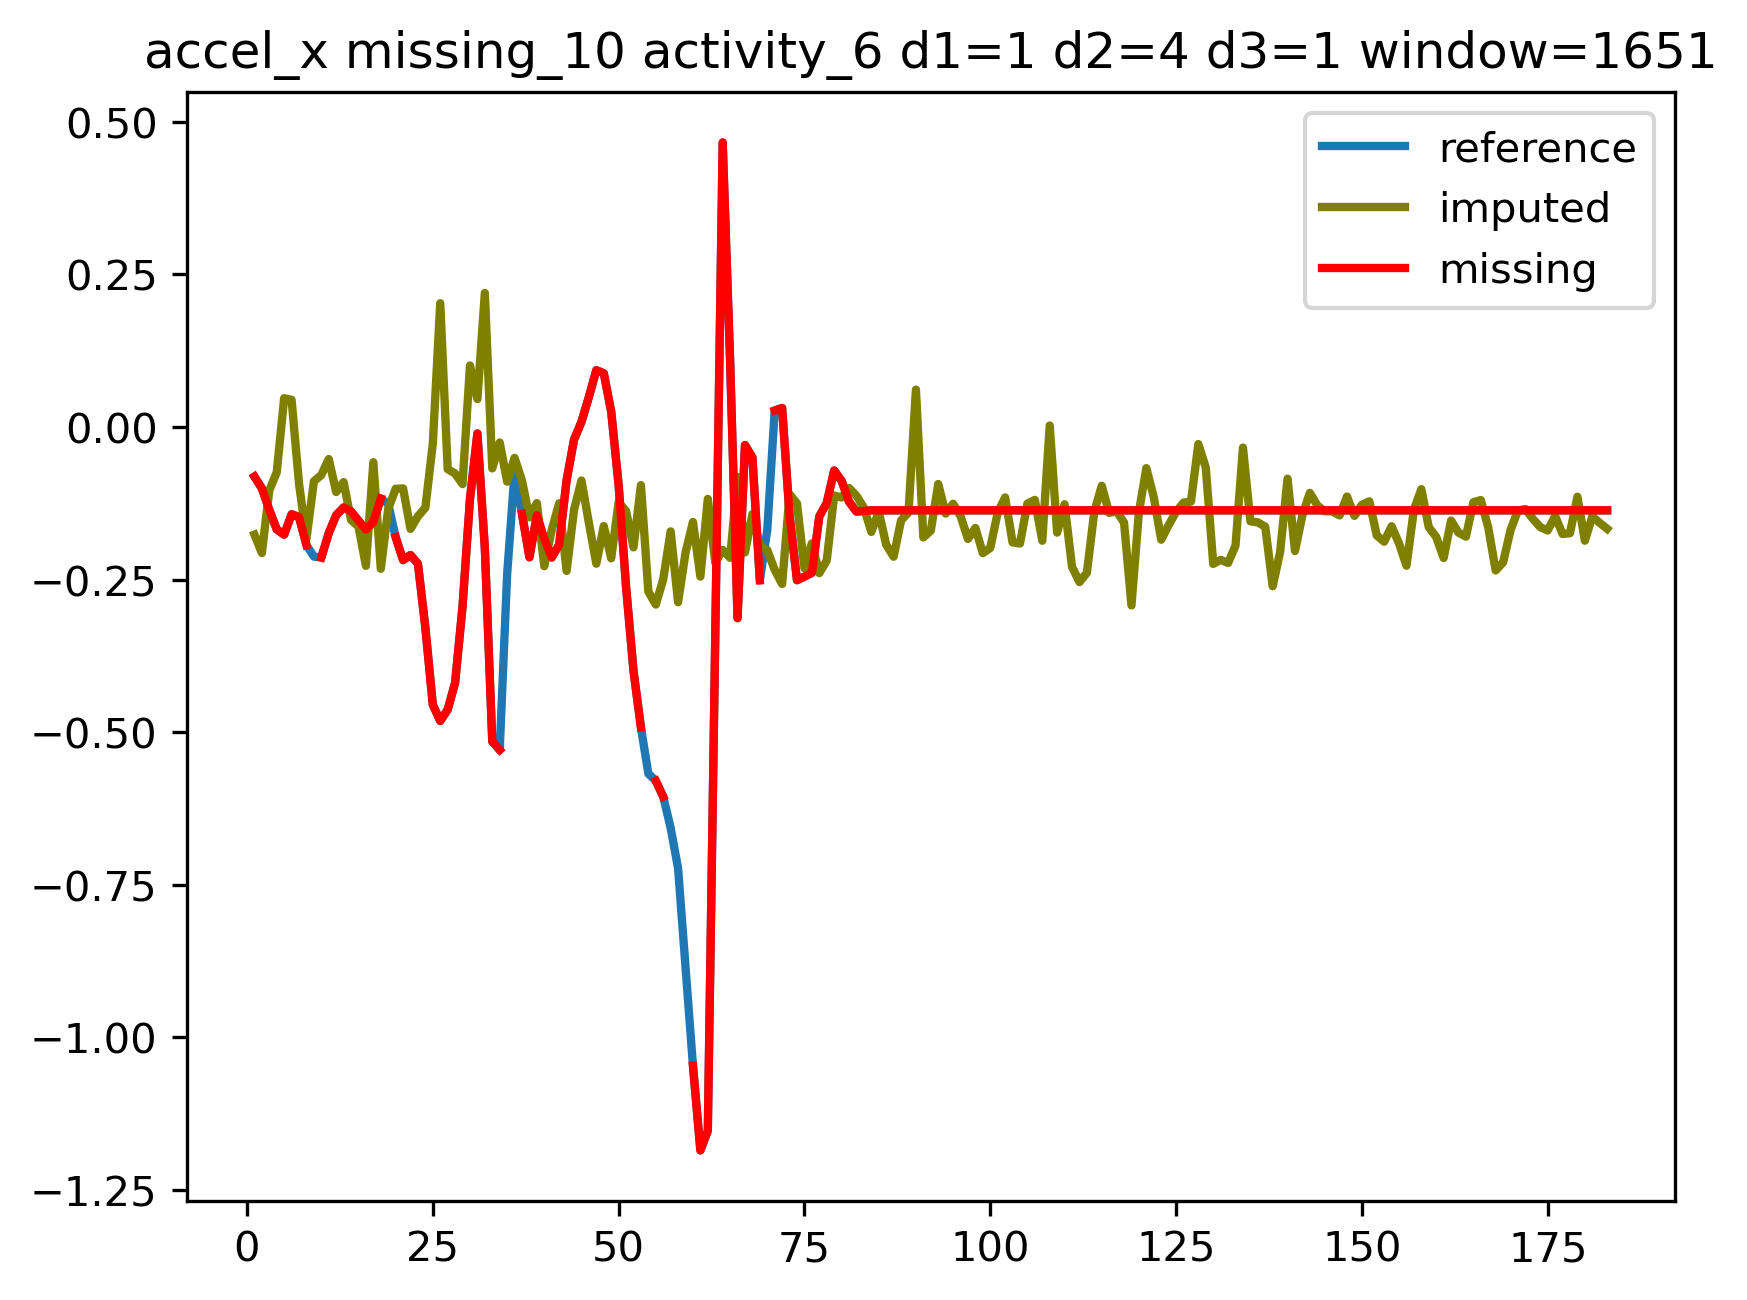 accel_x missing_10 activity_6 d1=1 d2=4 d3=1 window=1651
reference
imputed
missing
0.50
0.25
0.00
−0.25
−0.50
−0.75
−1.00
−1.25
0 25 50 75 100 125 150 175